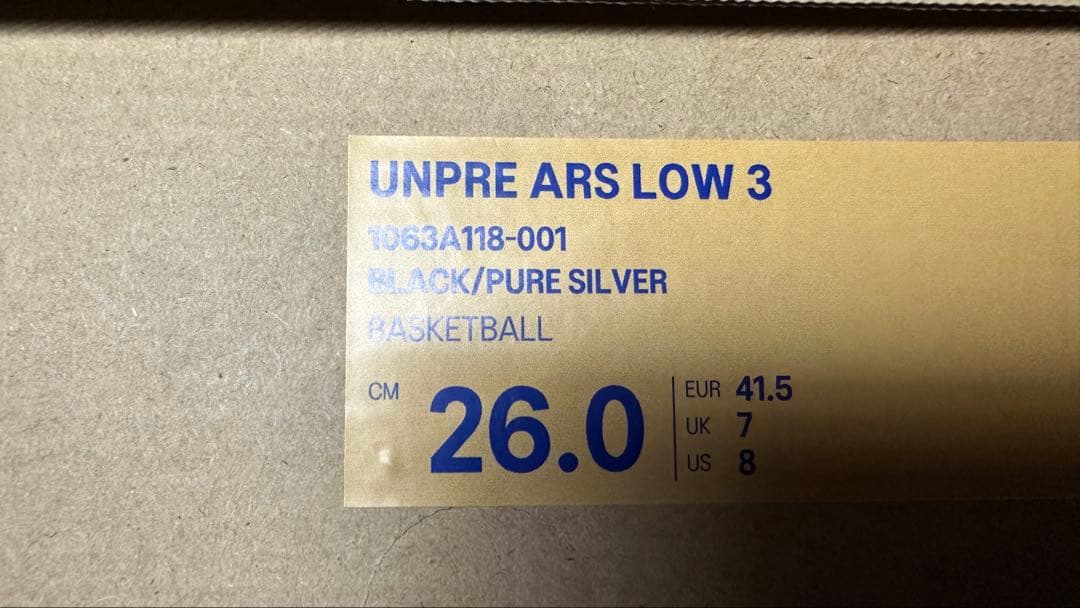 UNPRE ARS LOW 3
1063A118-001
BLACK/PURE SILVER
BASKETBALL
CM 26.0
EUR 41.5
UK 7
US 8